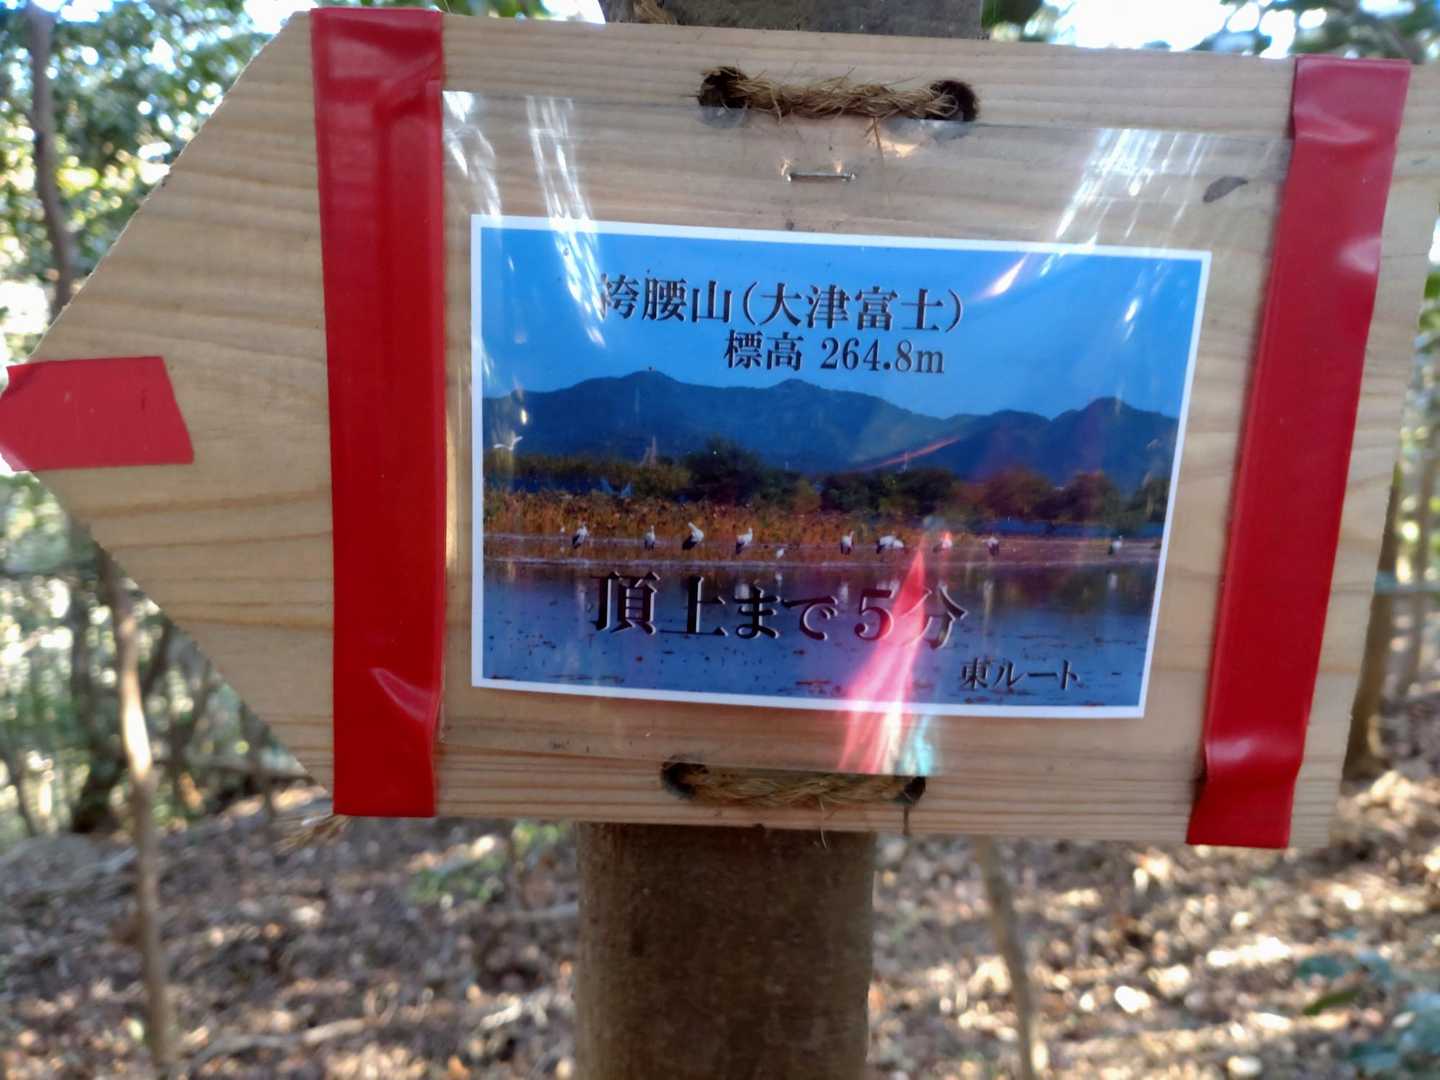 袴腰山(大津富士)
標高 264.8m
頂上まで5分
東ルート